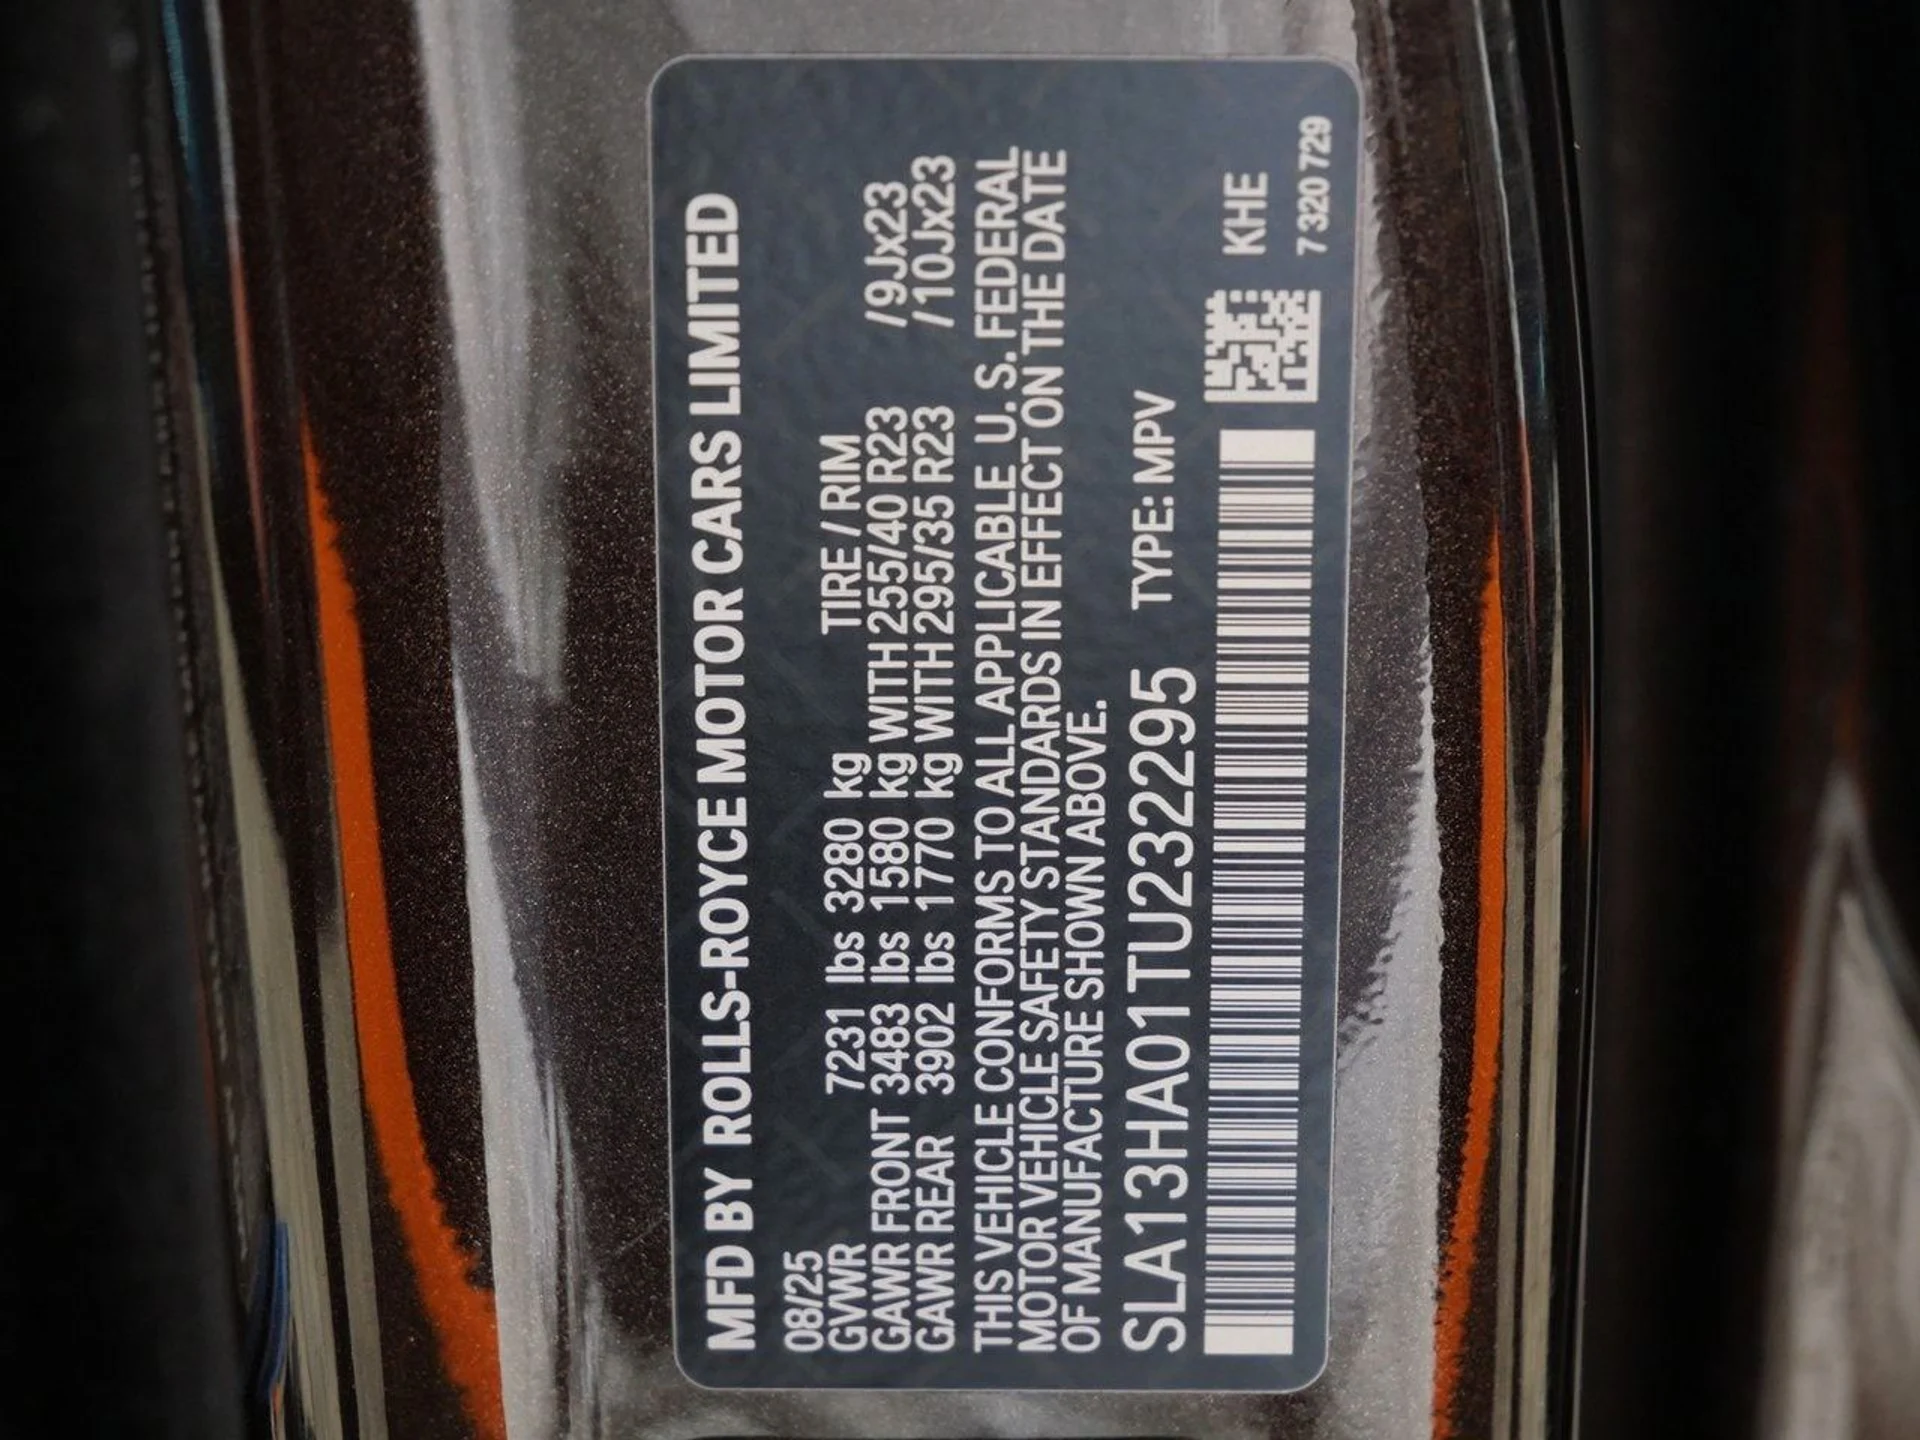 MFD BY ROLLS-ROYCE MOTOR CARS LIMITED
08/25
GVWR 7231 lbs 3280 kg TIRE / RIM
GAWR FRONT 3483 lbs 1580 kg WITH 255/40 R23 /9Jx23
GAWR REAR 3902 lbs 1770 kg WITH 295/35 R23 /10Jx23
THIS VEHICLE CONFORMS TO ALL APPLICABLE U.S. FEDERAL
MOTOR VEHICLE SAFETY STANDARDS IN EFFECT ON THE DATE
OF MANUFACTURE SHOWN ABOVE.
SLA13HA01TU232295 TYPE: MPV
KHE
7 320 729